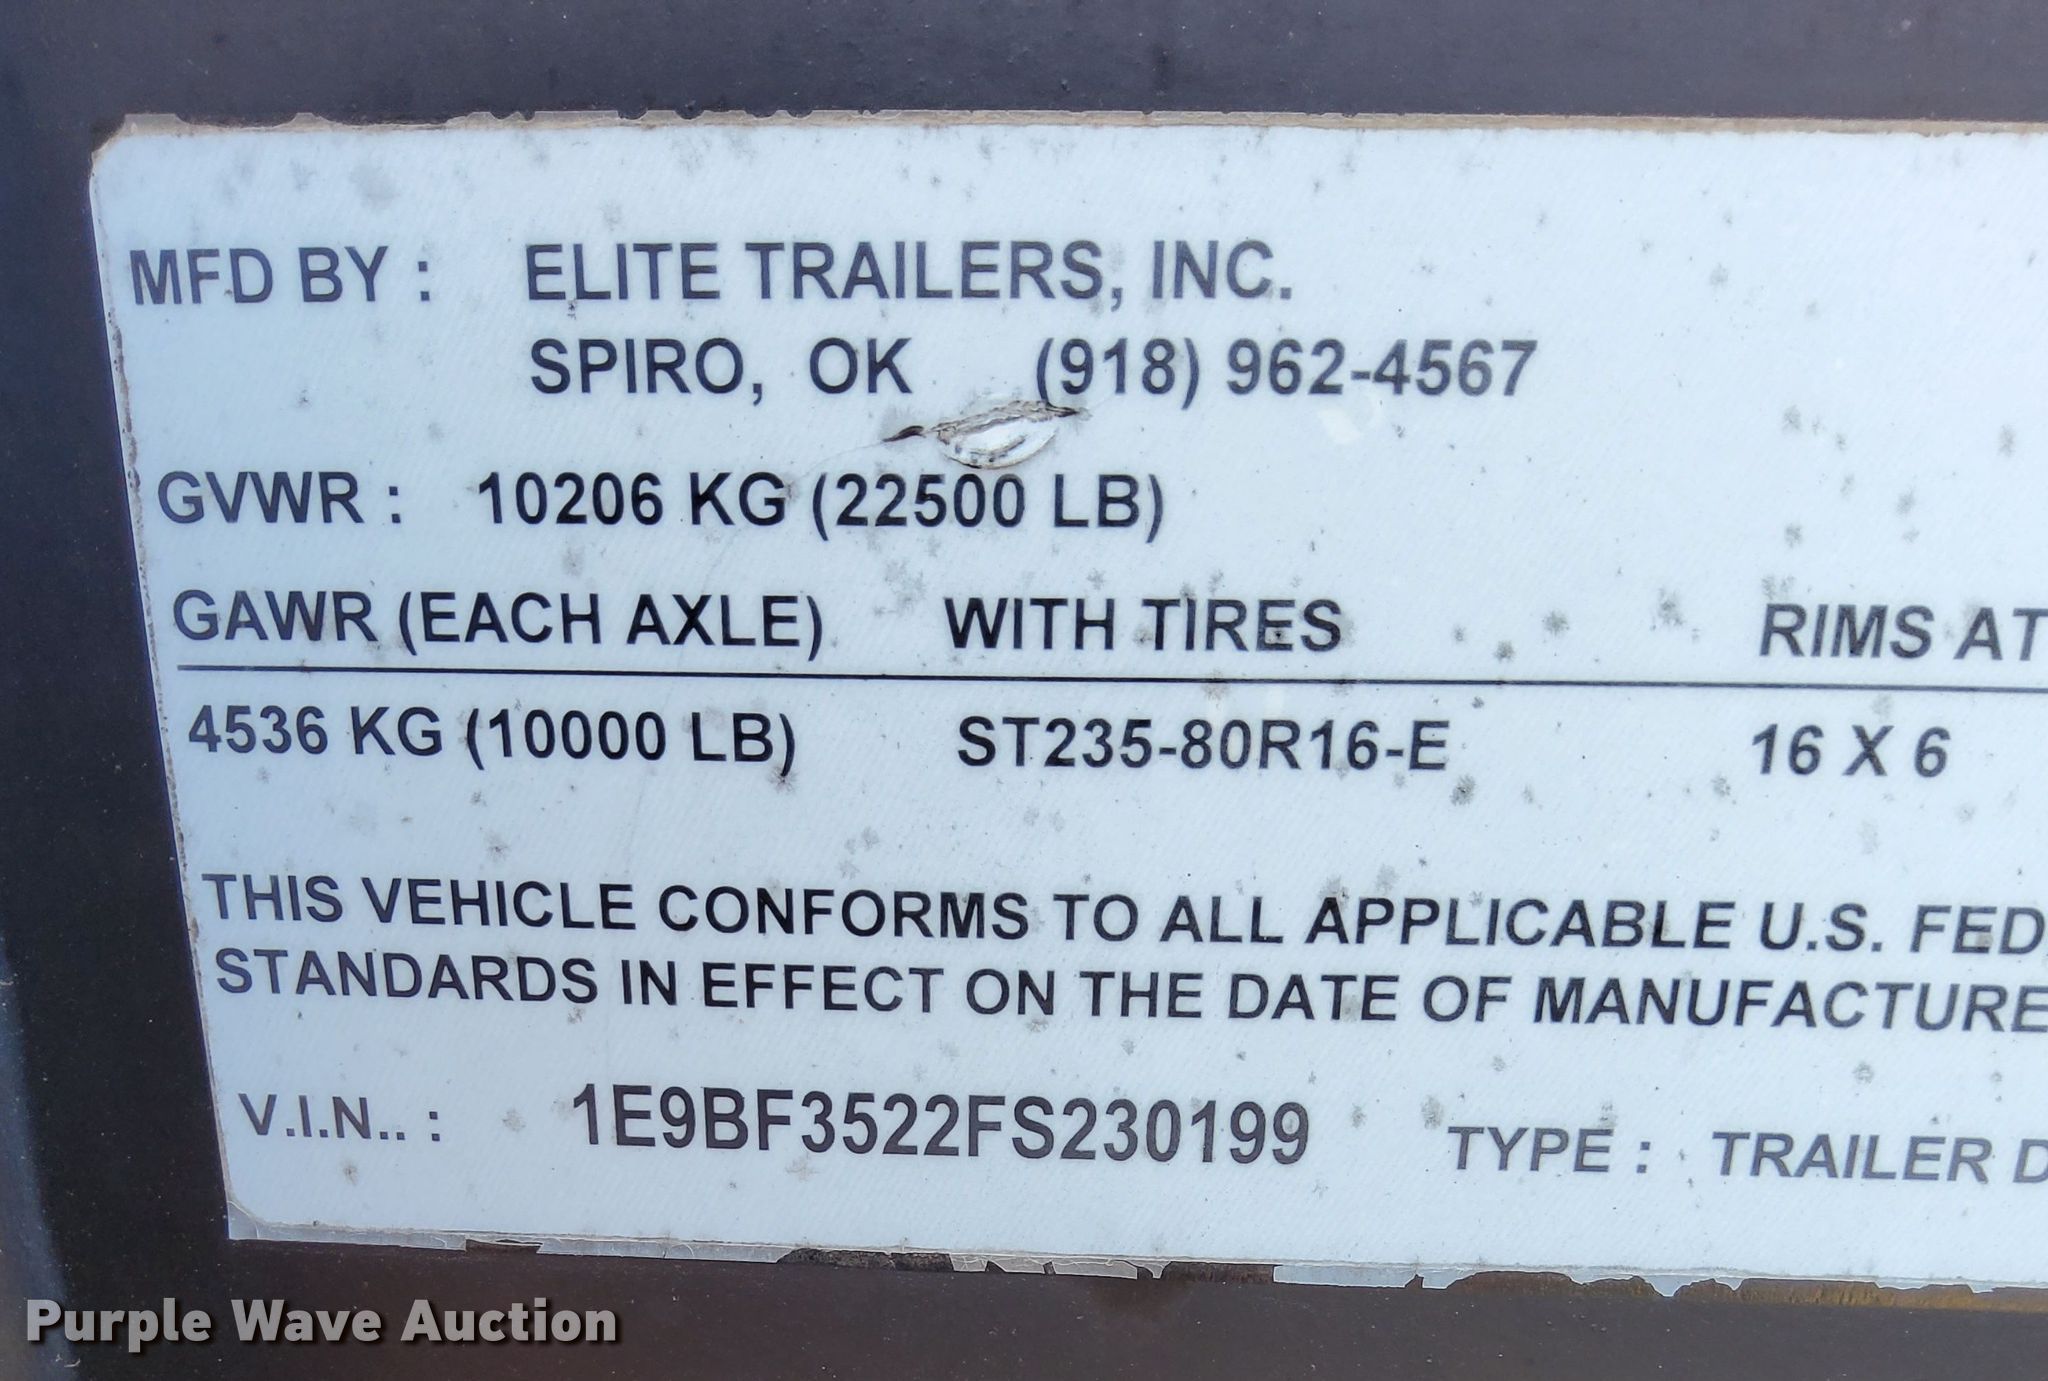 MFD BY : ELITE TRAILERS, INC.
SPIRO, OK (918) 962-4567
GVWR : 10206 KG (22500 LB)
GAWR (EACH AXLE) WITH TIRES RIMS AT
4536 KG (10000 LB) ST235-80R16-E 16 X 6
THIS VEHICLE CONFORMS TO ALL APPLICABLE U.S. FED
STANDARDS IN EFFECT ON THE DATE OF MANUFACTURE
V.I.N.. : 1E9BF3522FS230199 TYPE : TRAILER D
Purple Wave Auction